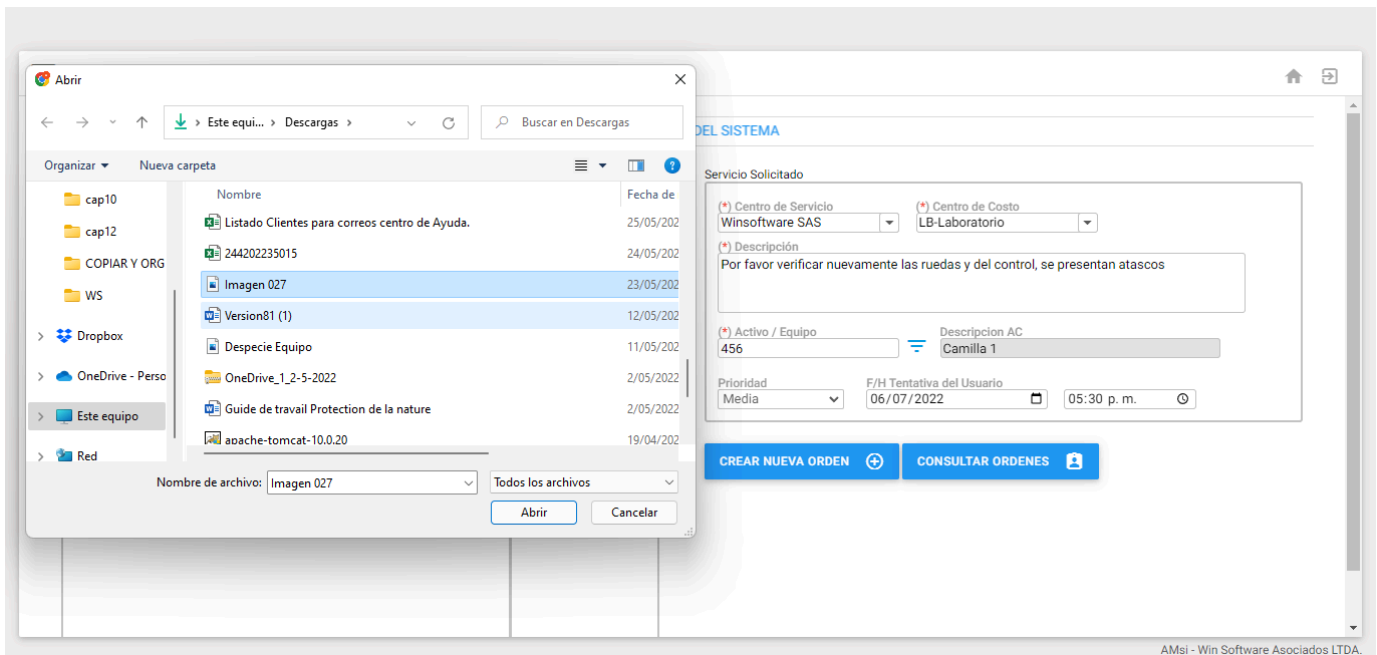 Abrir
Este equi... > Descargas >
Buscar en Descargas
Organizar
Nueva carpeta
cap10
cap12
COPIAR Y ORG
WS
Dropbox
OneDrive - Perso
Este equipo
Red
Nombre
Fecha de
Listado Clientes para correos centro de Ayuda.
25/05/202
244202235015
24/05/202
Imagen 027
23/05/202
Version81 (1)
12/05/202
Despecie Equipo
11/05/202
OneDrive_1_2-5-2022
2/05/2022
Guide de travail Protection de la nature
2/05/2022
apache-tomcat-10.0.20
19/04/202
Nombre de archivo: Imagen 027
Todos los archivos
Abrir
Cancelar
DEL SISTEMA
Servicio Solicitado
(*) Centro de Servicio
Winsoftware SAS
(*) Centro de Costo
LB-Laboratorio
(*) Descripción
Por favor verificar nuevamente las ruedas y del control, se presentan atascos
(*) Activo / Equipo
456
Descripcion AC
Camilla 1
Prioridad
Media
F/H Tentativa del Usuario
06/07/2022
05:30 p. m.
CREAR NUEVA ORDEN
CONSULTAR ORDENES
AMsi - Win Software Asociados LTDA.